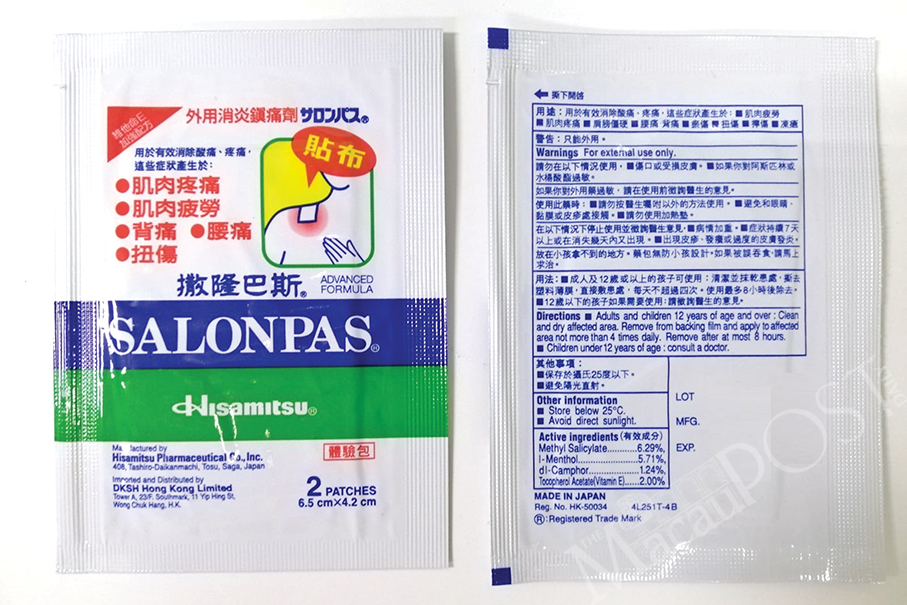 維他命E
加強配方
外用消炎鎮痛劑 サロンパス®
用於有效消除酸痛、疼痛，
這些症狀產生於：
貼布
●肌肉疼痛
●肌肉疲勞
●背痛 ●腰痛
●扭傷
撒隆巴斯®
ADVANCED
FORMULA
SALONPAS®
Hisamitsu®
Manufactured by
Hisamitsu Pharmaceutical Co., Inc.
408, Tashiro-Daikanmachi, Tosu, Saga, Japan
Imported and Distributed by
DKSH Hong Kong Limited
Tower A, 23/F. Southmark, 11 Yip Hing St.
Wong Chuk Hang, H.K.
體驗包
2 PATCHES
6.5 cm×4.2 cm
撕下開啓
用途：用於有效消除酸痛、疼痛，這些症狀產生於：■肌肉疲勞
■肌肉疼痛 ■肩膀僵硬 ■腰痛 背痛 ■瘀傷 扭傷 ■凍瘡
警告：只能外用。
Warnings For external use only.
請勿在以下情況使用，■傷口或受損皮膚。■如果你對阿斯匹林或
水楊酸酯過敏。
如果你對外用藥過敏，請在使用前徵詢醫生的意見。
使用此藥時：■請勿按醫生囑咐以外的方法使用。■避免和眼睛、
黏膜或皮疹處接觸。■請勿使用加熱墊。
在以下情況下停止使用並徵詢醫生意見，■病情加重。■症狀持續7天
以上或在消失幾天內又出現。■出現皮疹、發癢或過度的皮膚發炎。
放在小孩拿不到的地方。藥包無防小孩設計，如果被誤吞食，請馬上
求治。
用法：■成人及12歲或以上的孩子可使用：清潔並抹乾患處，撕去
塑料薄膜，直接敷患處，每天不超過四次。使用最多8小時後除去。
■12歲以下的孩子如果需要使用：請徵詢醫生的意見。
Directions ■ Adults and children 12 years of age and over : Clean
and dry affected area. Remove from backing film and apply to affected
area not more than 4 times daily. Remove after at most 8 hours.
■ Children under 12 years of age : consult a doctor.
其他事項：
■保存於攝氏25度以下。
■避免陽光直射。
Other information
■ Store below 25°C.
■ Avoid direct sunlight.
Active ingredients (有效成分)
Methyl Salicylate............6.29%,
l-Menthol.....................5.71%,
dl-Camphor..................1.24%,
Tocopherol Acetate(Vitamin E)......2.00%
LOT
MFG.
EXP.
MADE IN JAPAN
Reg. No. HK-50034 4L251T-4B
Ⓡ:Registered Trade Mark
MacauPOST